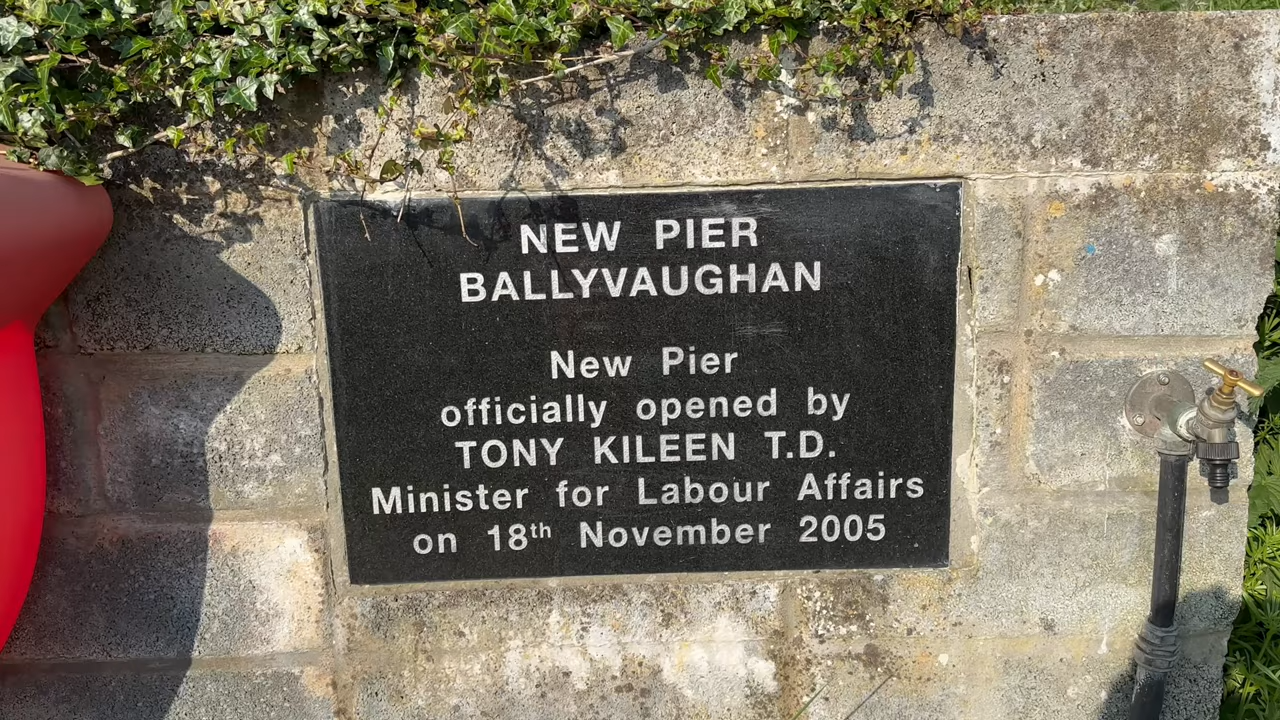 NEW PIER
BALLYVAUGHAN
New Pier
officially opened by
TONY KILEEN T.D.
Minister for Labour Affairs
on 18th November 2005